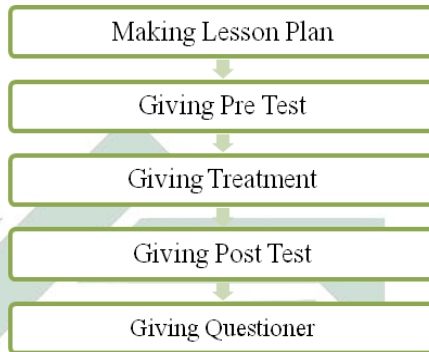 Making Lesson Plan
Giving Pre Test
Giving Treatment
Giving Post Test
Giving Questioner